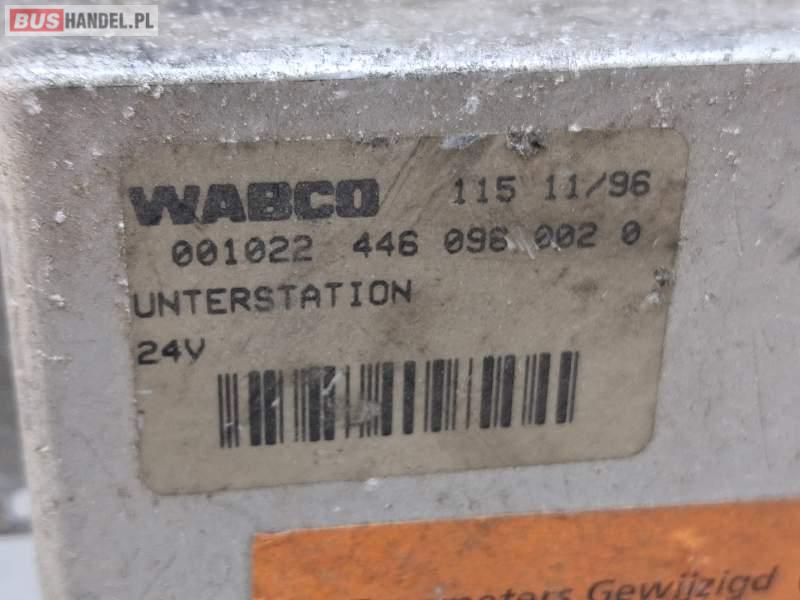 BUSHANDEL.PL
WABCO 115 11/96
001022 446 096 002 0
UNTERSTATION
24V
Gewijzigd